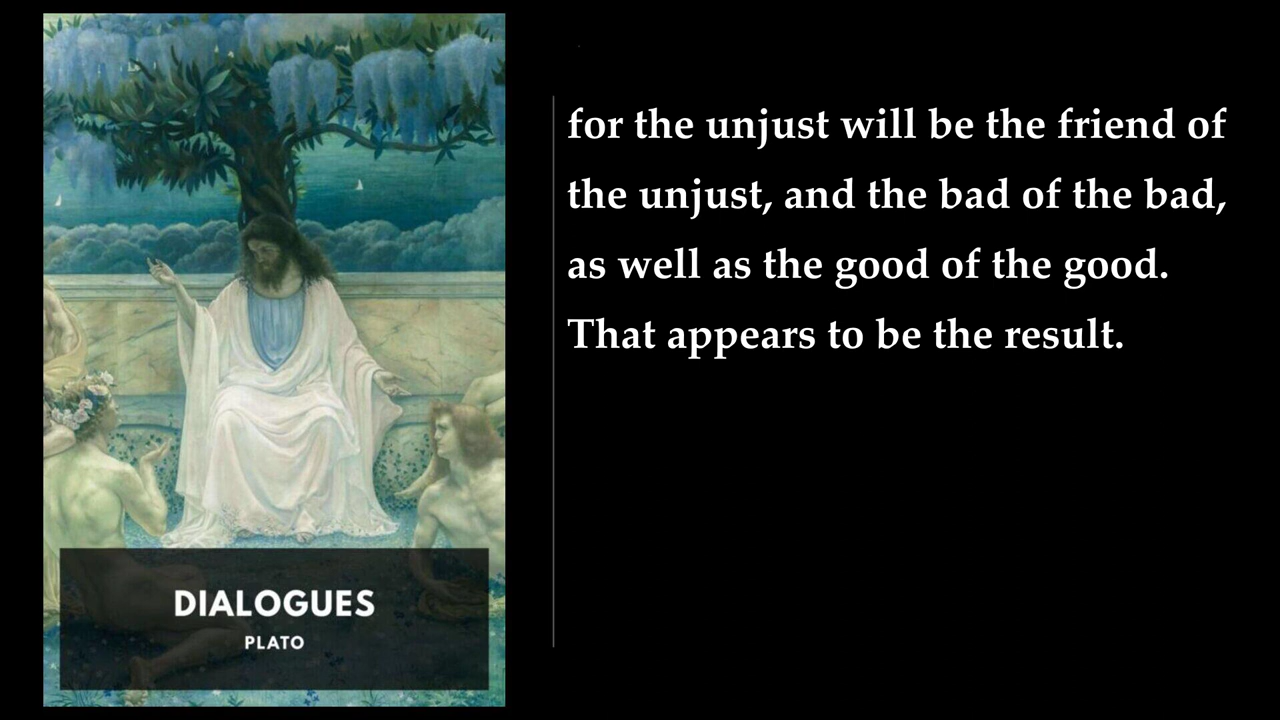 for the unjust will be the friend of
the unjust, and the bad of the bad,
as well as the good of the good.
That appears to be the result.
DIALOGUES
PLATO